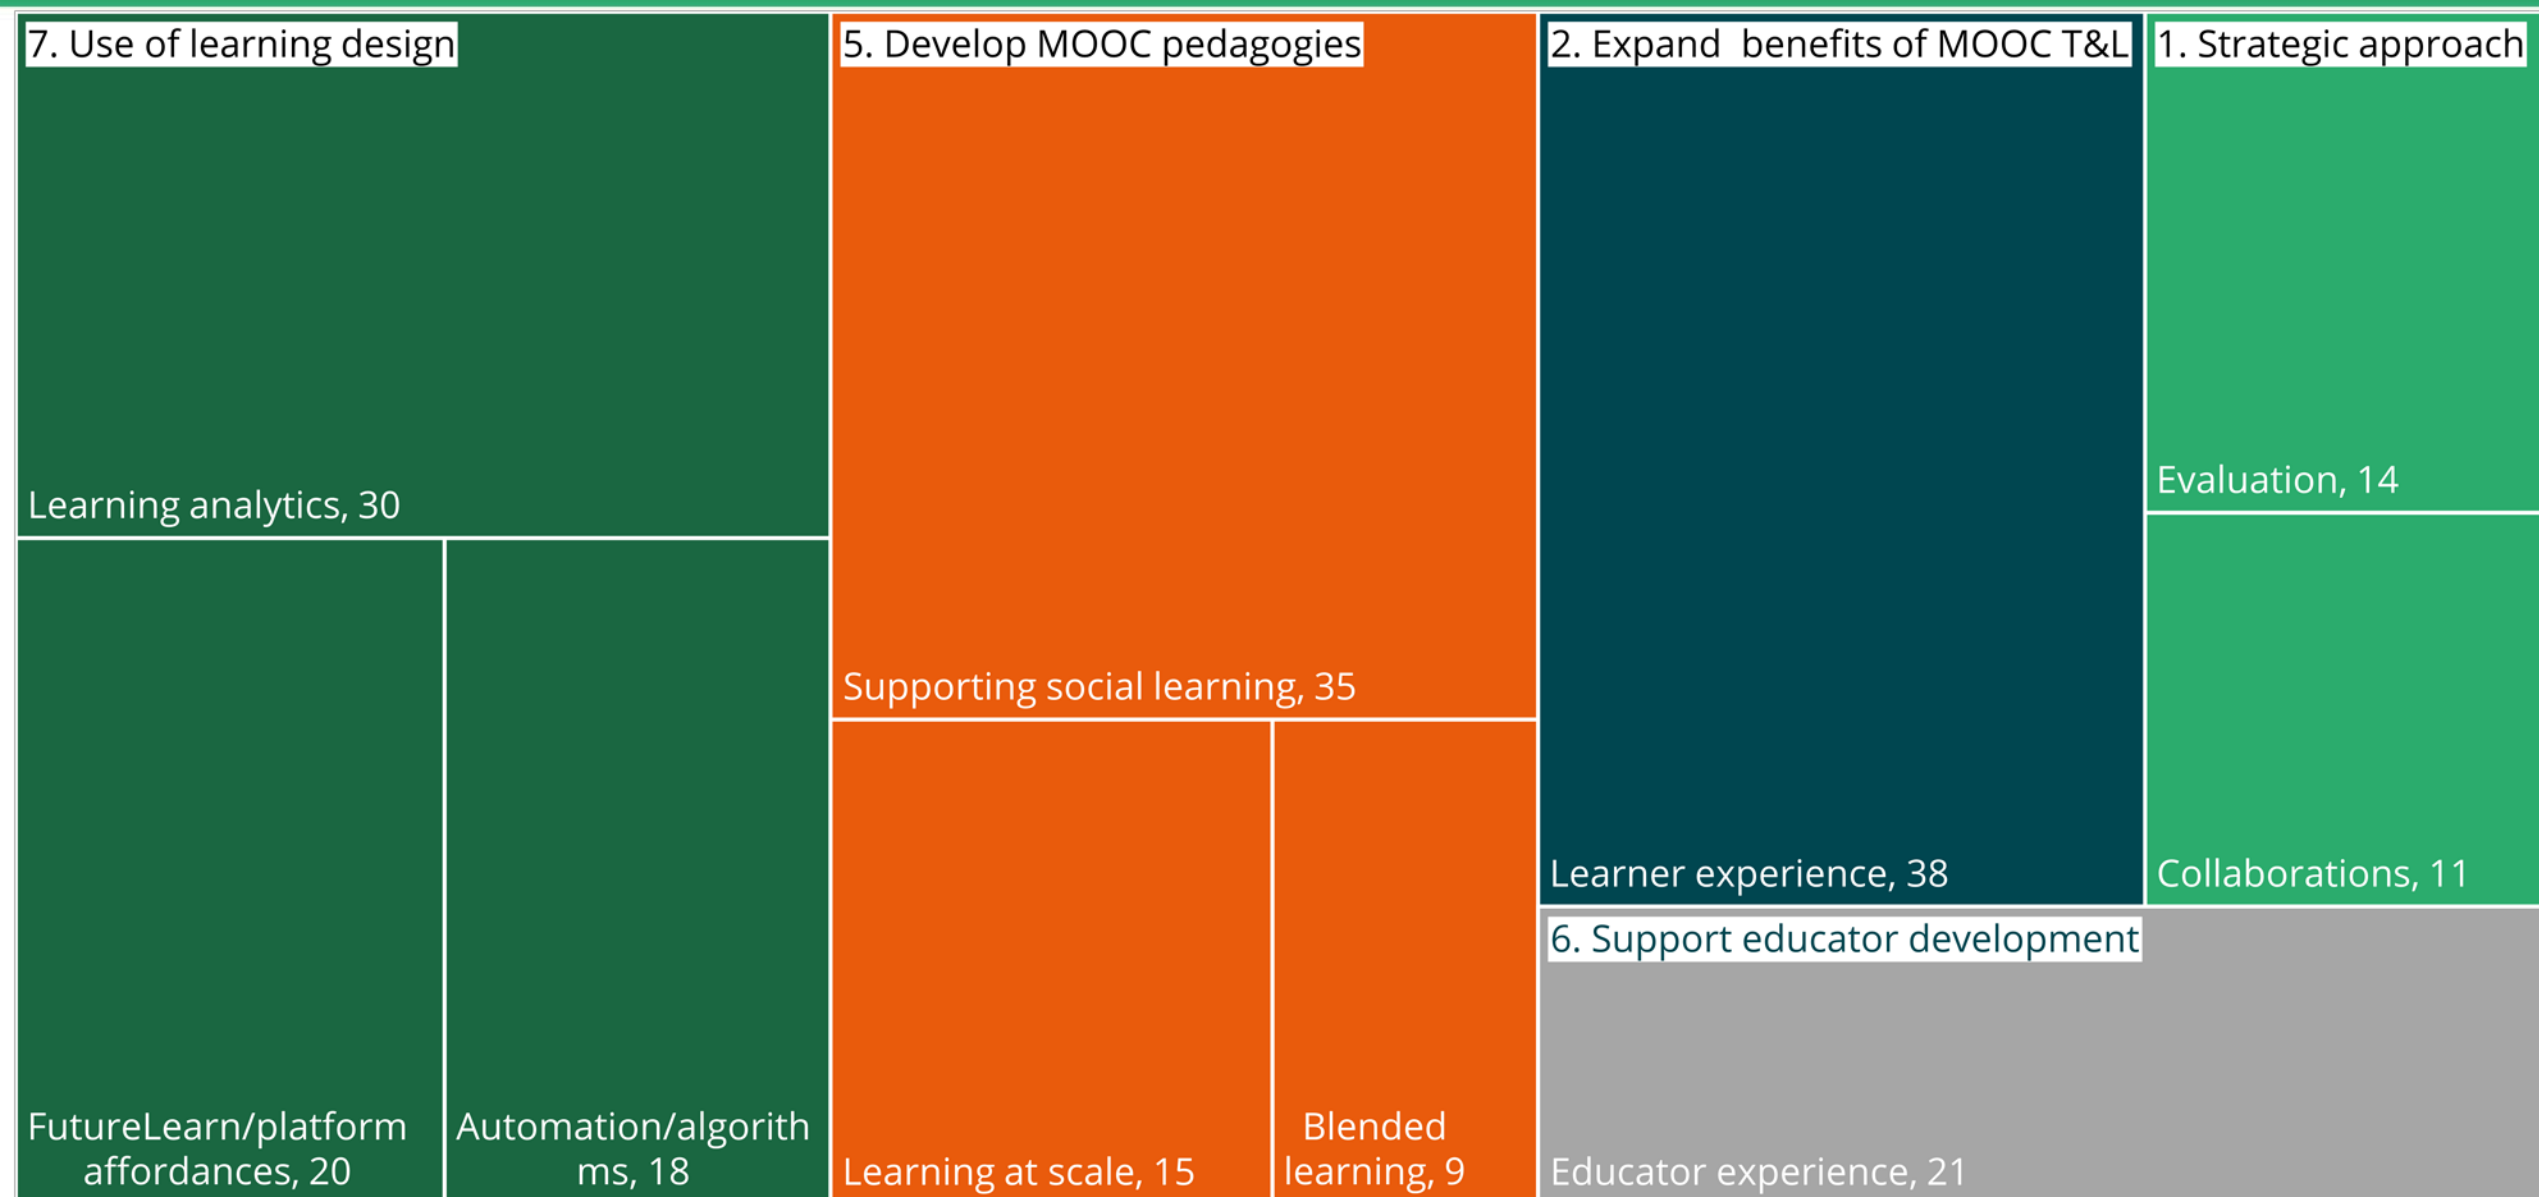 7. Use of learning design
Learning analytics, 30
FutureLearn/platform
affordances, 20
Automation/algorith
ms, 18
5. Develop MOOC pedagogies
Supporting social learning, 35
Learning at scale, 15
Blended
learning, 9
2. Expand  benefits of MOOC T&L
Learner experience, 38
1. Strategic approach
Evaluation, 14
Collaborations, 11
6. Support educator development
Educator experience, 21